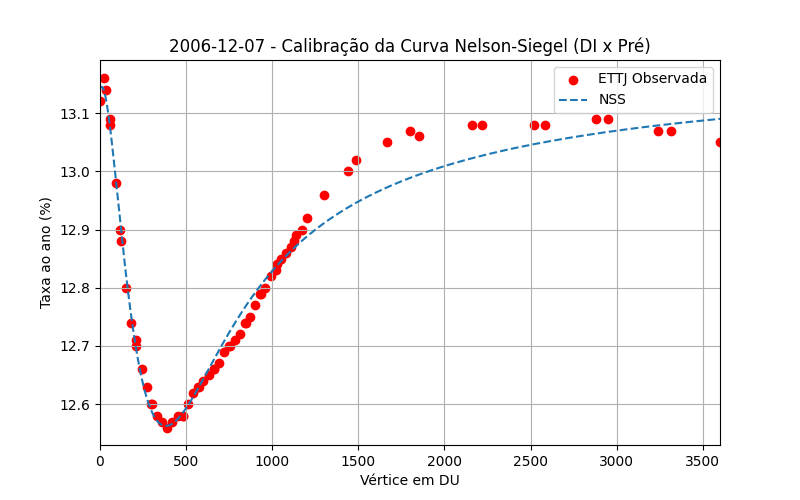 2006-12-07 - Calibração da Curva Nelson-Siegel (DI x Pré)
ETTJ Observada
NSS
Taxa ao ano (%)
13.1
13.0
12.9
12.8
12.7
12.6
0 500 1000 1500 2000 2500 3000 3500
Vértice em DU